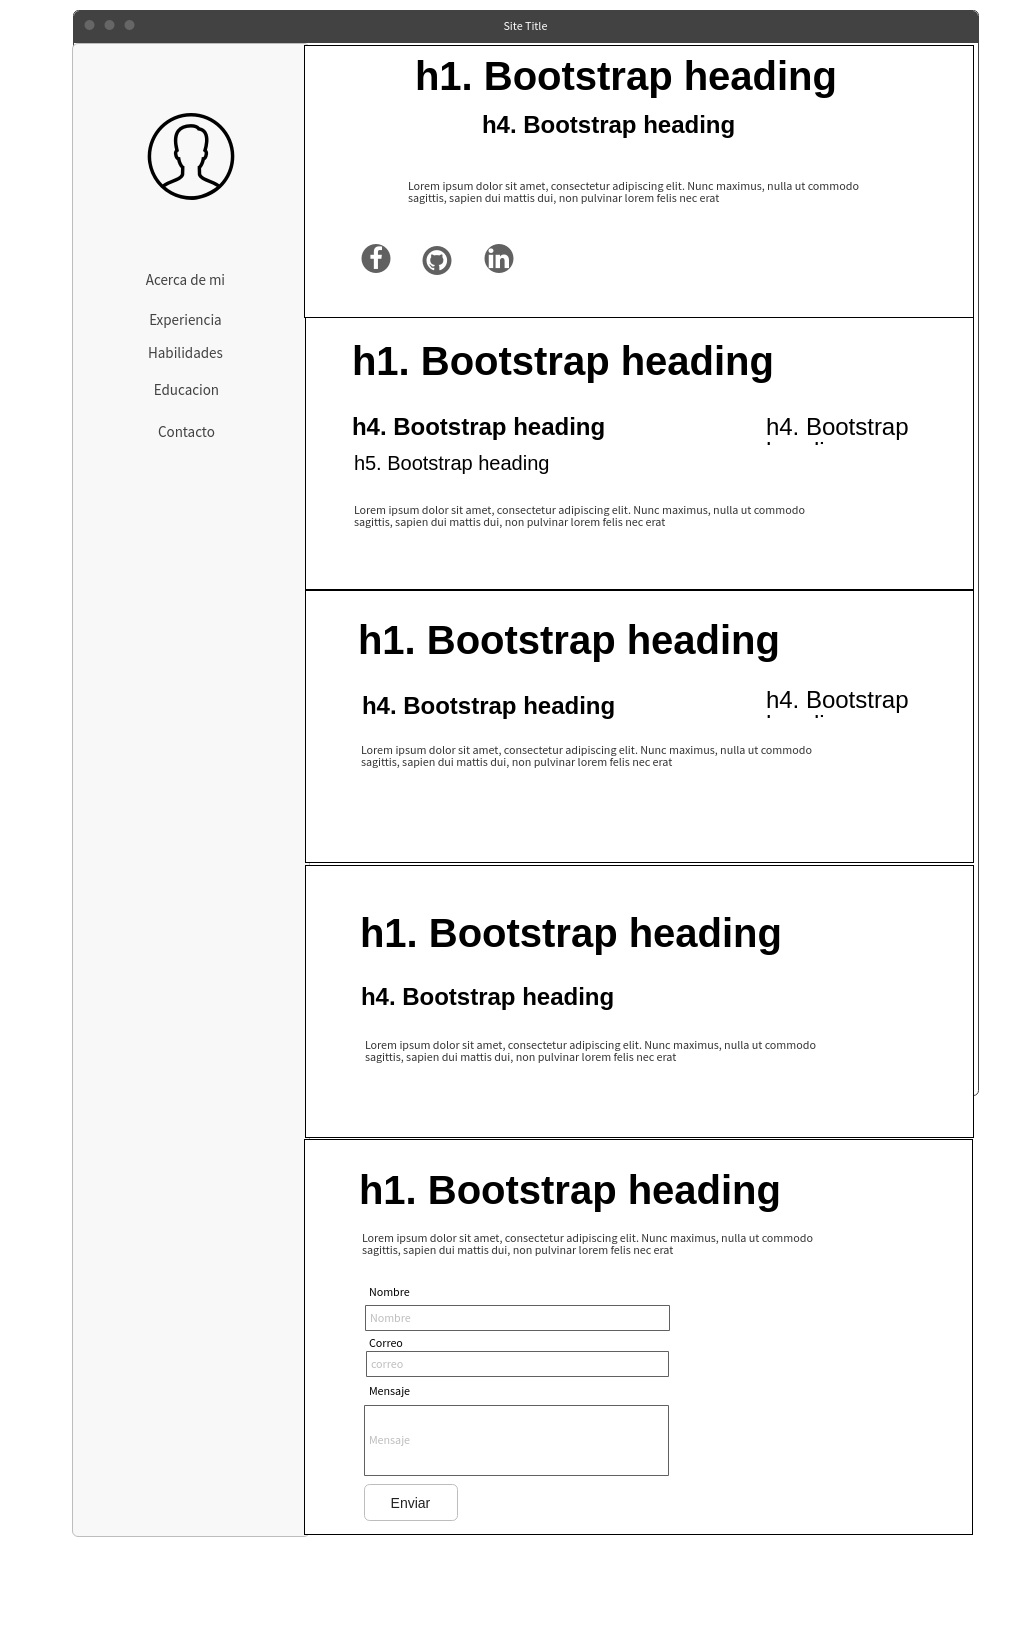 Site Title
Acerca de mi
Experiencia
Habilidades
Educacion
Contacto
h1. Bootstrap heading
h4. Bootstrap heading
Lorem ipsum dolor sit amet, consectetur adipiscing elit. Nunc maximus, nulla ut commodo
sagittis, sapien dui mattis dui, non pulvinar lorem felis nec erat
h1. Bootstrap heading
h4. Bootstrap heading
h4. Bootstrap
h5. Bootstrap heading
Lorem ipsum dolor sit amet, consectetur adipiscing elit. Nunc maximus, nulla ut commodo
sagittis, sapien dui mattis dui, non pulvinar lorem felis nec erat
h1. Bootstrap heading
h4. Bootstrap heading
h4. Bootstrap
Lorem ipsum dolor sit amet, consectetur adipiscing elit. Nunc maximus, nulla ut commodo
sagittis, sapien dui mattis dui, non pulvinar lorem felis nec erat
h1. Bootstrap heading
h4. Bootstrap heading
Lorem ipsum dolor sit amet, consectetur adipiscing elit. Nunc maximus, nulla ut commodo
sagittis, sapien dui mattis dui, non pulvinar lorem felis nec erat
h1. Bootstrap heading
Lorem ipsum dolor sit amet, consectetur adipiscing elit. Nunc maximus, nulla ut commodo
sagittis, sapien dui mattis dui, non pulvinar lorem felis nec erat
Nombre
Nombre
Correo
correo
Mensaje
Mensaje
Enviar